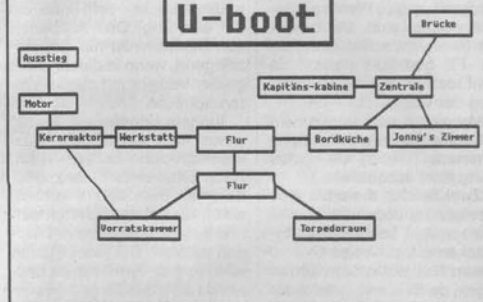 U-boot
Brücke
Ausstieg
Kapitäns-kabine
Zentrale
Motor
Kernreaktor
Werkstatt
Flur
Bordküche
Jonny's Zimmer
Flur
Vorratskammer
Torpedoraum